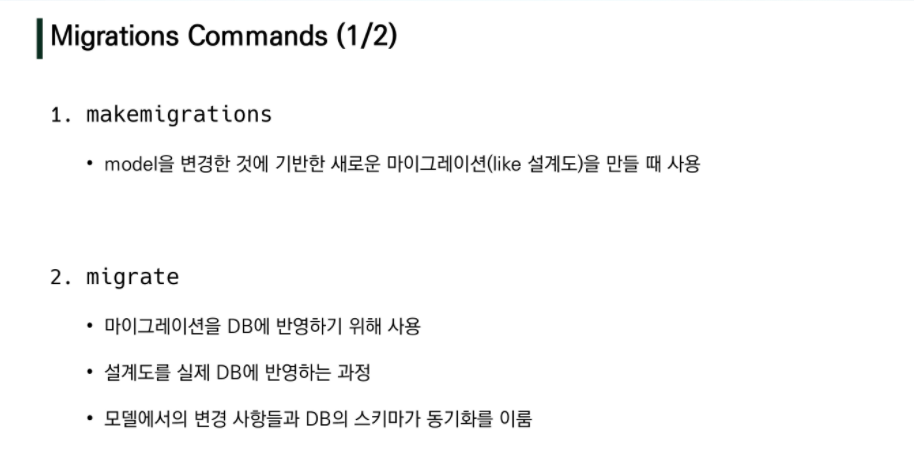 Migrations Commands (1/2)
1. makemigrations
• model을 변경한 것에 기반한 새로운 마이그레이션(like 설계도)을 만들 때 사용
2. migrate
• 마이그레이션을 DB에 반영하기 위해 사용
• 설계도를 실제 DB에 반영하는 과정
• 모델에서의 변경 사항들과 DB의 스키마가 동기화를 이룸